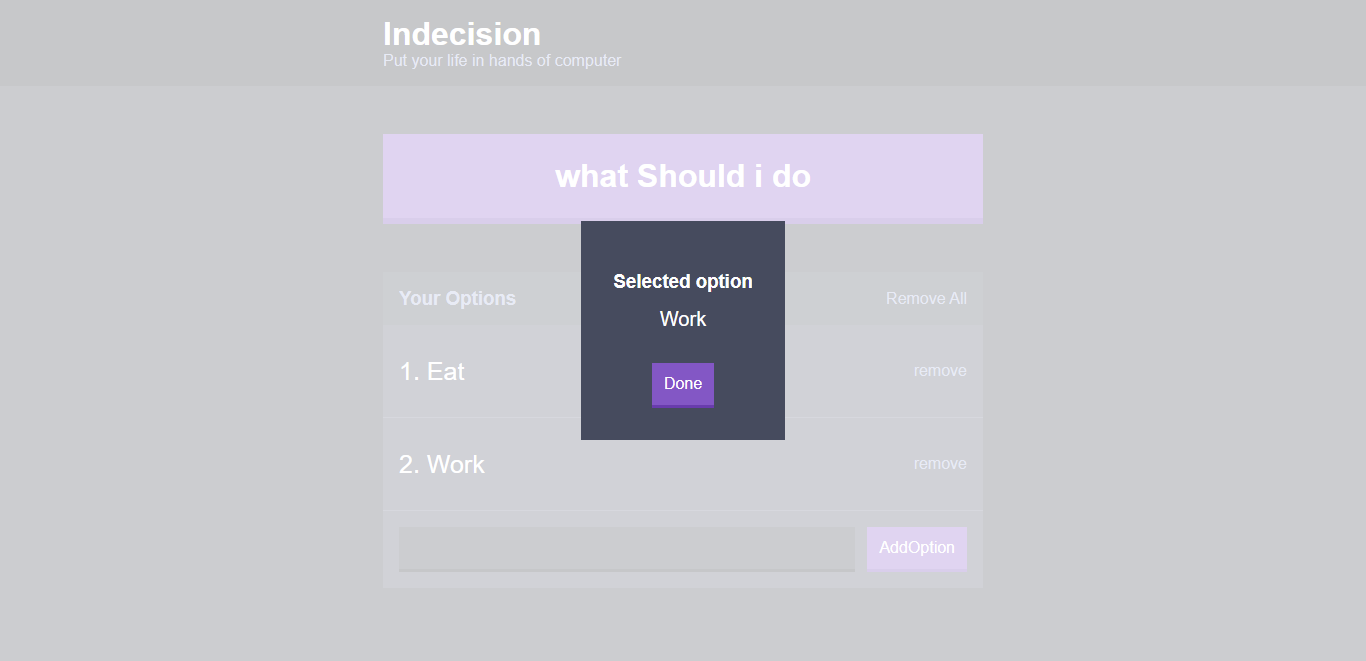 Indecision
Put your life in hands of computer
what Should i do
Selected option
Work
Done
Your Options
Remove All
1. Eat
remove
2. Work
remove
AddOption